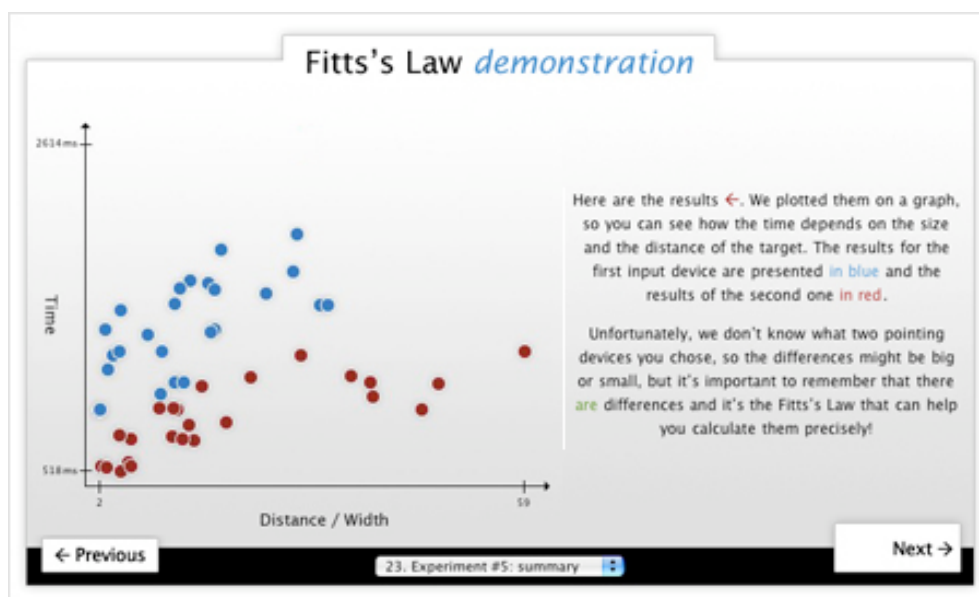 Fitts's Law demonstration
2614ms
Time
518ms
2
59
Distance / Width
Here are the results ←. We plotted them on a graph,
so you can see how the time depends on the size
and the distance of the target. The results for the
first input device are presented in blue and the
results of the second one in red.
Unfortunately, we don't know what two pointing
devices you chose, so the differences might be big
or small, but it's important to remember that there
are differences and it's the Fitts's Law that can help
you calculate them precisely!
← Previous
23. Experiment #5: summary
Next →